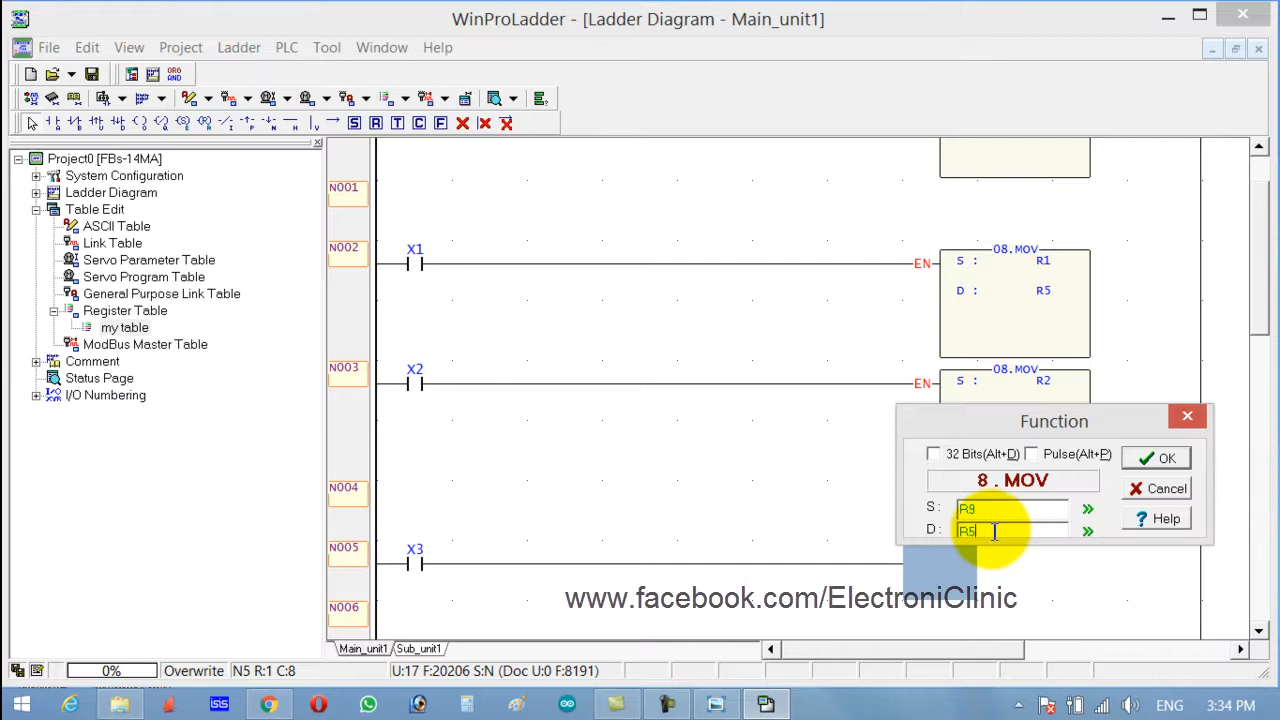 WinProLadder - [Ladder Diagram - Main_unit1]
File Edit View Project Ladder PLC Tool Window Help
ORG
AND
Project0 [FBs-14MA]
System Configuration
Ladder Diagram
Table Edit
ASCII Table
Link Table
Servo Parameter Table
Servo Program Table
General Purpose Link Table
Register Table
my table
ModBus Master Table
Comment
Status Page
I/O Numbering
N001
N002
X1
EN
08.MOV
S : R1
D : R5
N003
X2
EN
08.MOV
S : R2
N004
N005
X3
N006
Function
32 Bits(Alt+D) Pulse(Alt+P)
8 . MOV
S : R9
D : R5
OK
Cancel
Help
www.facebook.com/ElectroniClinic
Main_unit1 Sub_unit1
0% Overwrite N5 R:1 C:8 U:17 F:20206 S:N (Doc U:0 F:8191)
ISIS
ENG 3:34 PM